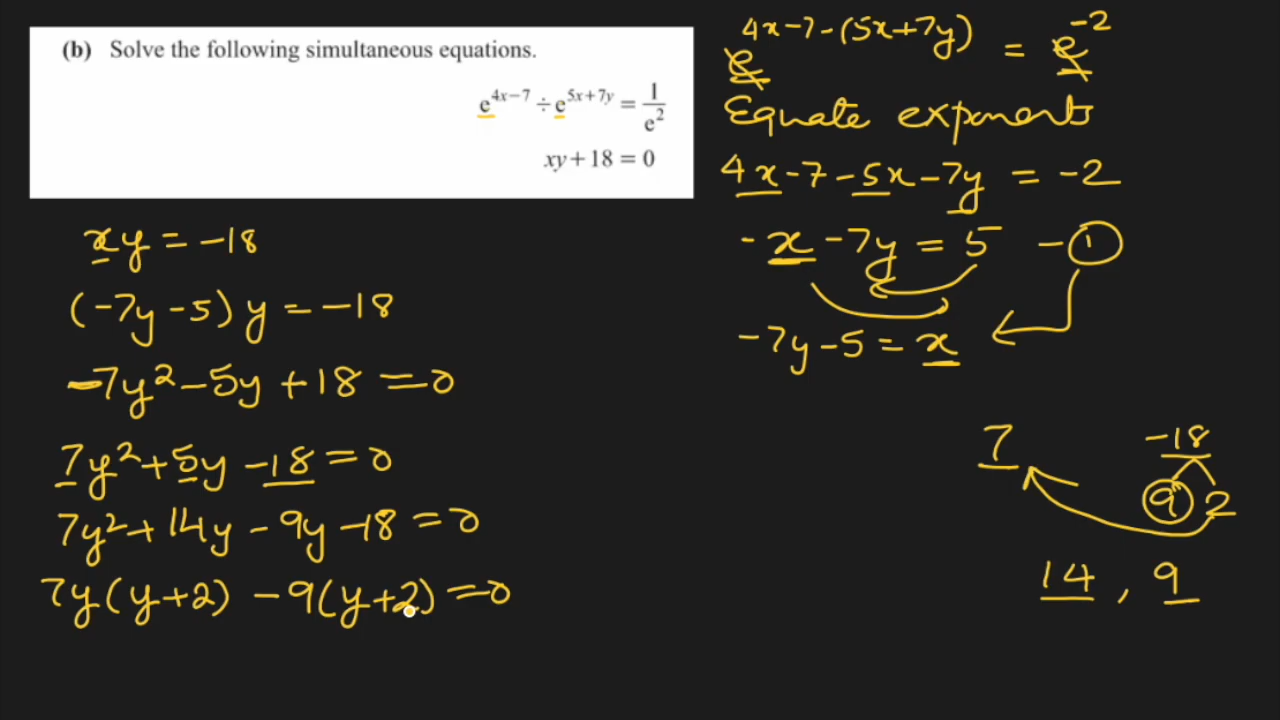 (b) Solve the following simultaneous equations.
e^{4x−7} ÷ e^{5x+7y} = 1/e^2
xy + 18 = 0
xy = −18
(−7y −5) y = −18
−7y² −5y + 18 = 0
7y² + 5y − 18 = 0
7y² + 14y − 9y − 18 = 0
7y (y+2) − 9(y+2) = 0
e^{4x−7−(5x+7y)} = e^{−2}
Equate exponents
4x −7 −5x −7y = −2
−x −7y = 5 − ①
−7y −5 = x
7 −18
9 2
14 , 9